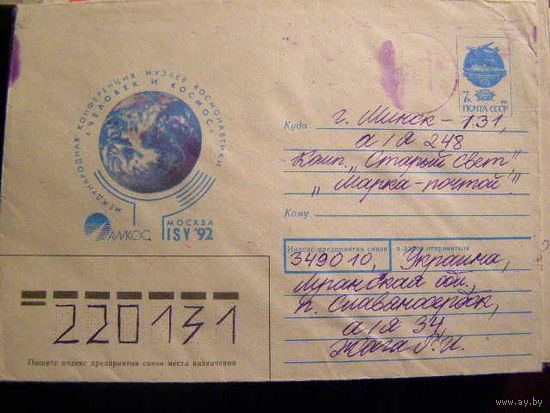 МЕЖДУНАРОДНАЯ КОНФЕРЕНЦИЯ МУЗЕЕВ КОСМОНАВТИКИ
"ЧЕЛОВЕК И КОСМОС"
АМКОС
МОСКВА
ISY '92
7к
ПОЧТА СССР
Куда г. Минск - 131,
а/я 248
Комп. „Старый Свет",
„Марка-почтой"
Кому
Индекс предприятия связи и адрес отправителя
349010, Украина,
обл.,
п.
а/я 34,
220131
Пишите индекс предприятия связи места назначения
www.ay.by